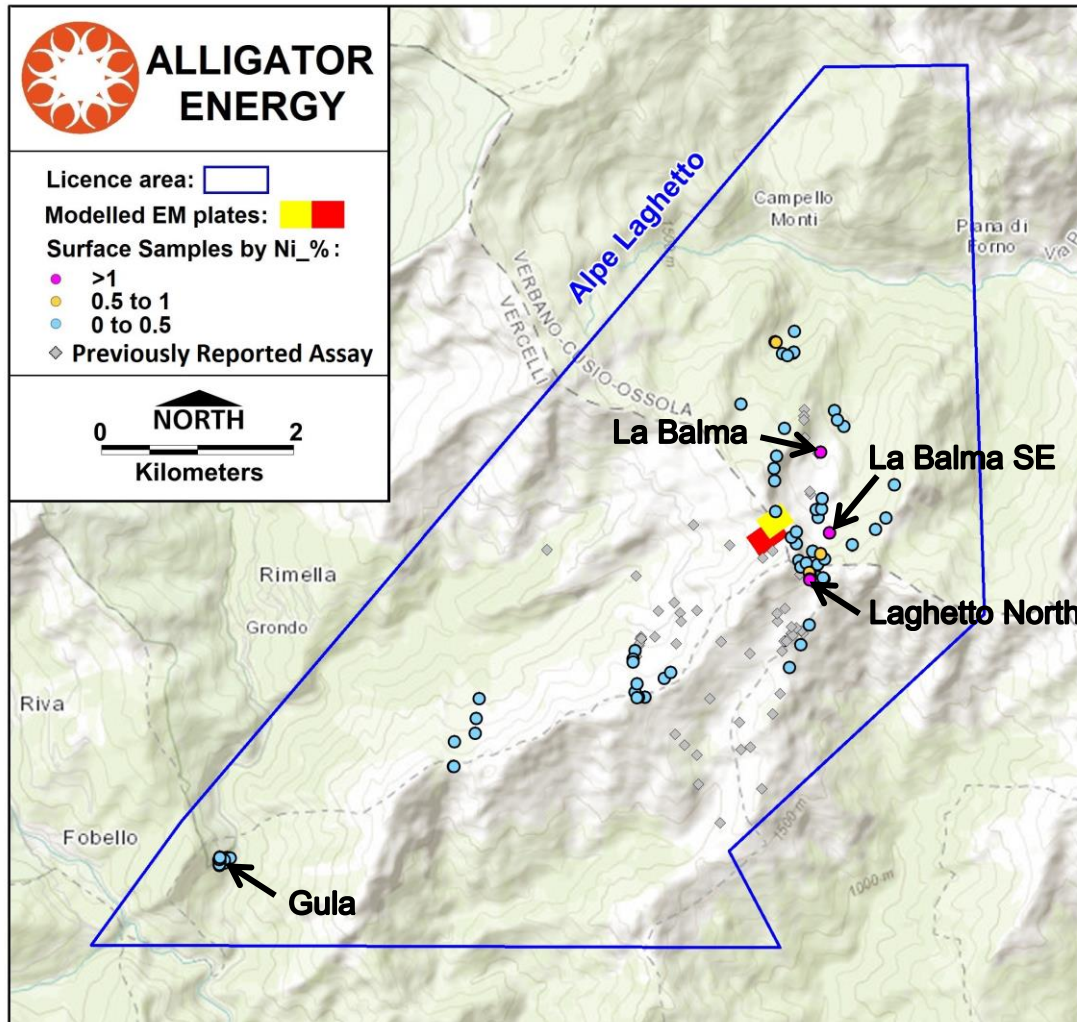 ALLIGATOR
ENERGY
Licence area:
Modelled EM plates:
Surface Samples by Ni_% :
>1
0.5 to 1
0 to 0.5
Previously Reported Assay
NORTH
0 2
Kilometers
Alpe Laghetto
1500 m
Campello
Monti
Piana di
Forno
VERBANO-CUSIO-OSSOLA
VERCELLI
La Balma
La Balma SE
Laghetto North
Rimella
Grondo
Riva
Fobello
Gula
1500 m
1000 m